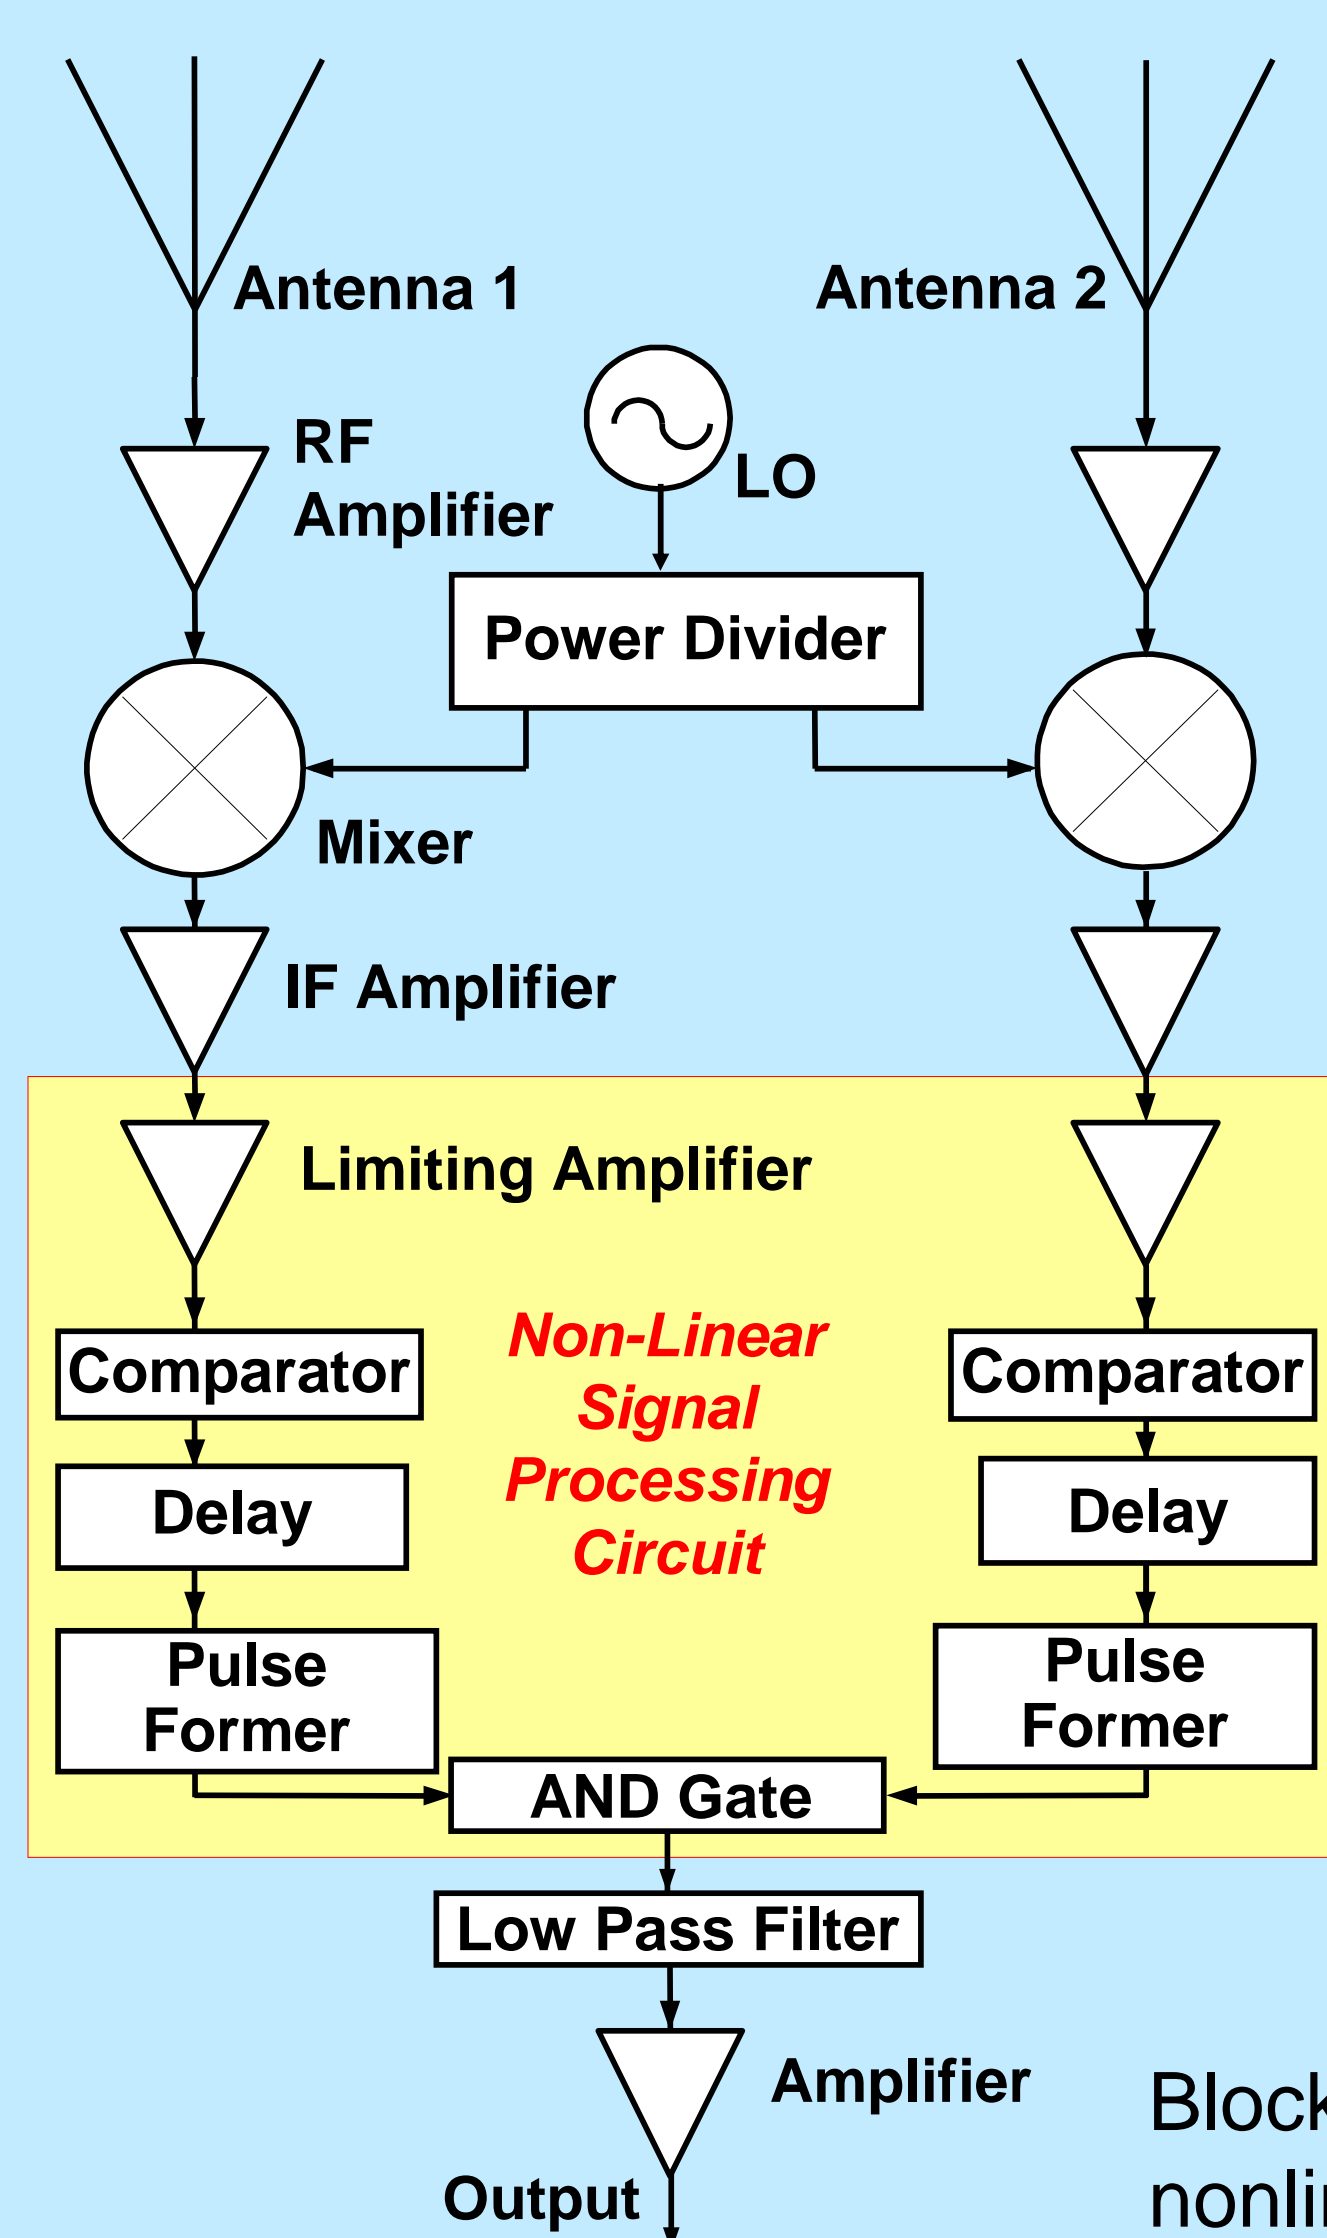 Antenna 1
Antenna 2
RF
Amplifier
LO
Power Divider
Mixer
IF Amplifier
Limiting Amplifier
Non-Linear
Signal
Processing
Circuit
Comparator
Comparator
Delay
Delay
Pulse
Former
Pulse
Former
AND Gate
Low Pass Filter
Amplifier
Block
Output